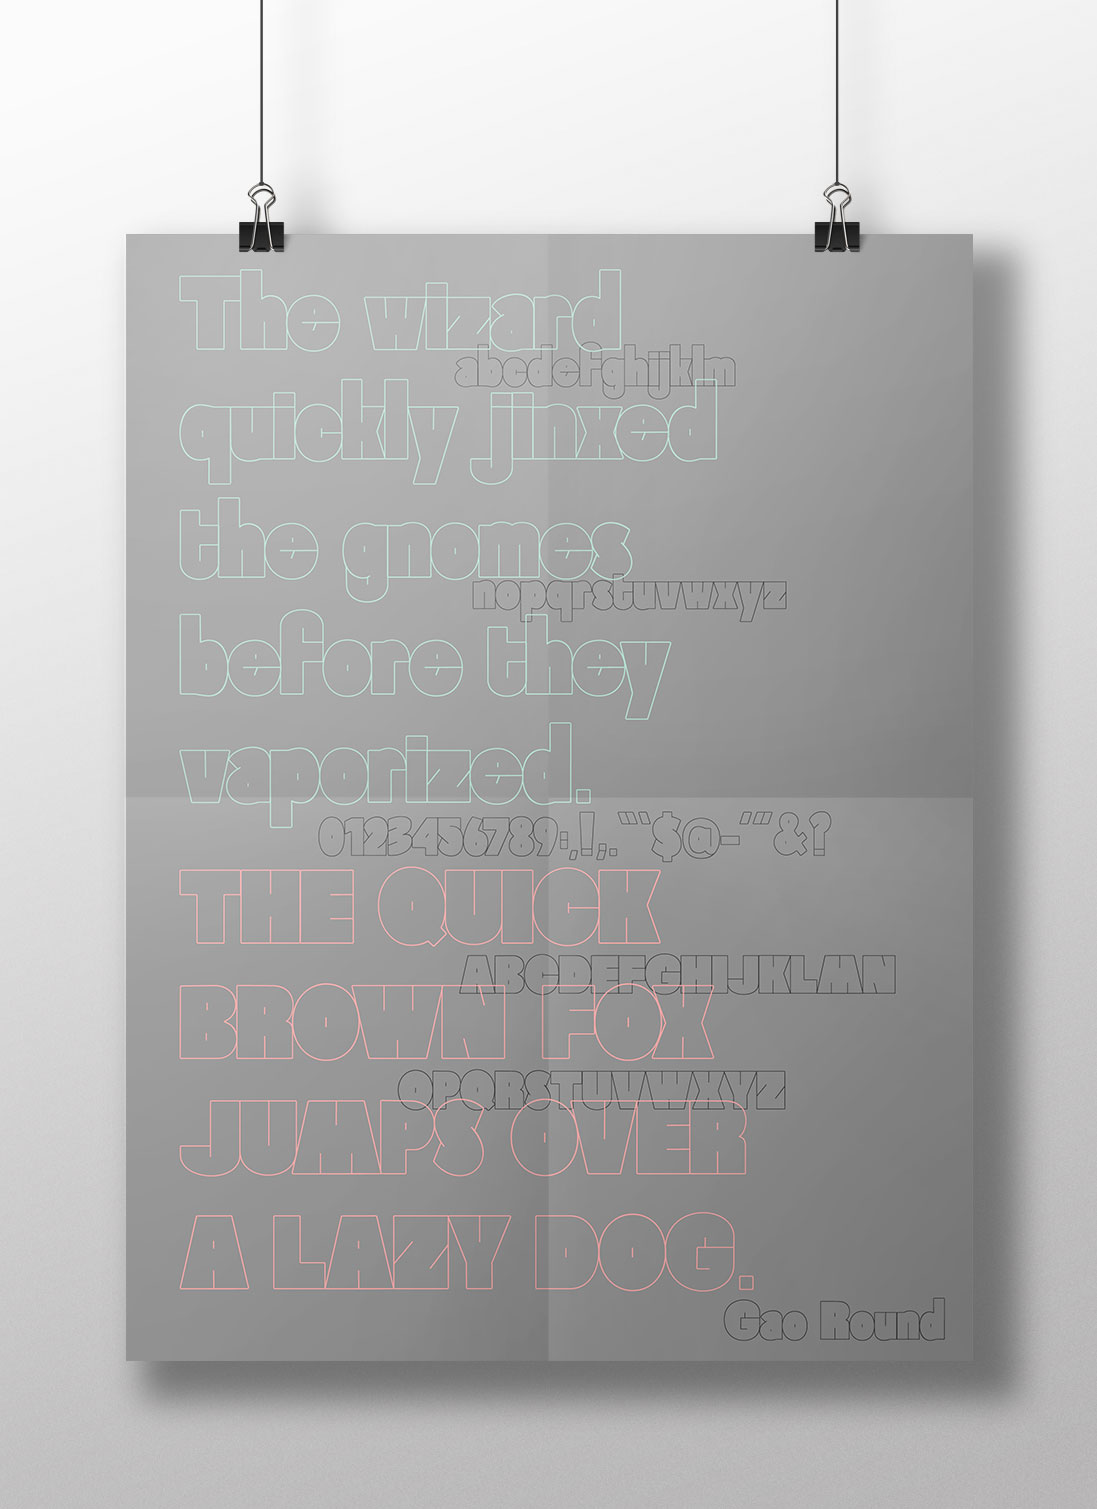 The wizard
abcdefghijklm
quickly jinxed
the gnomes
nopqrstuvwxyz
before they
vaporized.
0123456789:,!;.“‘“$@-“‘&?
THE QUICK
ABCDEFGHIJKLMN
BROWN FOX
OPQRSTUVWXYZ
JUMPS OVER
A LAZY DOG.
Gao Round